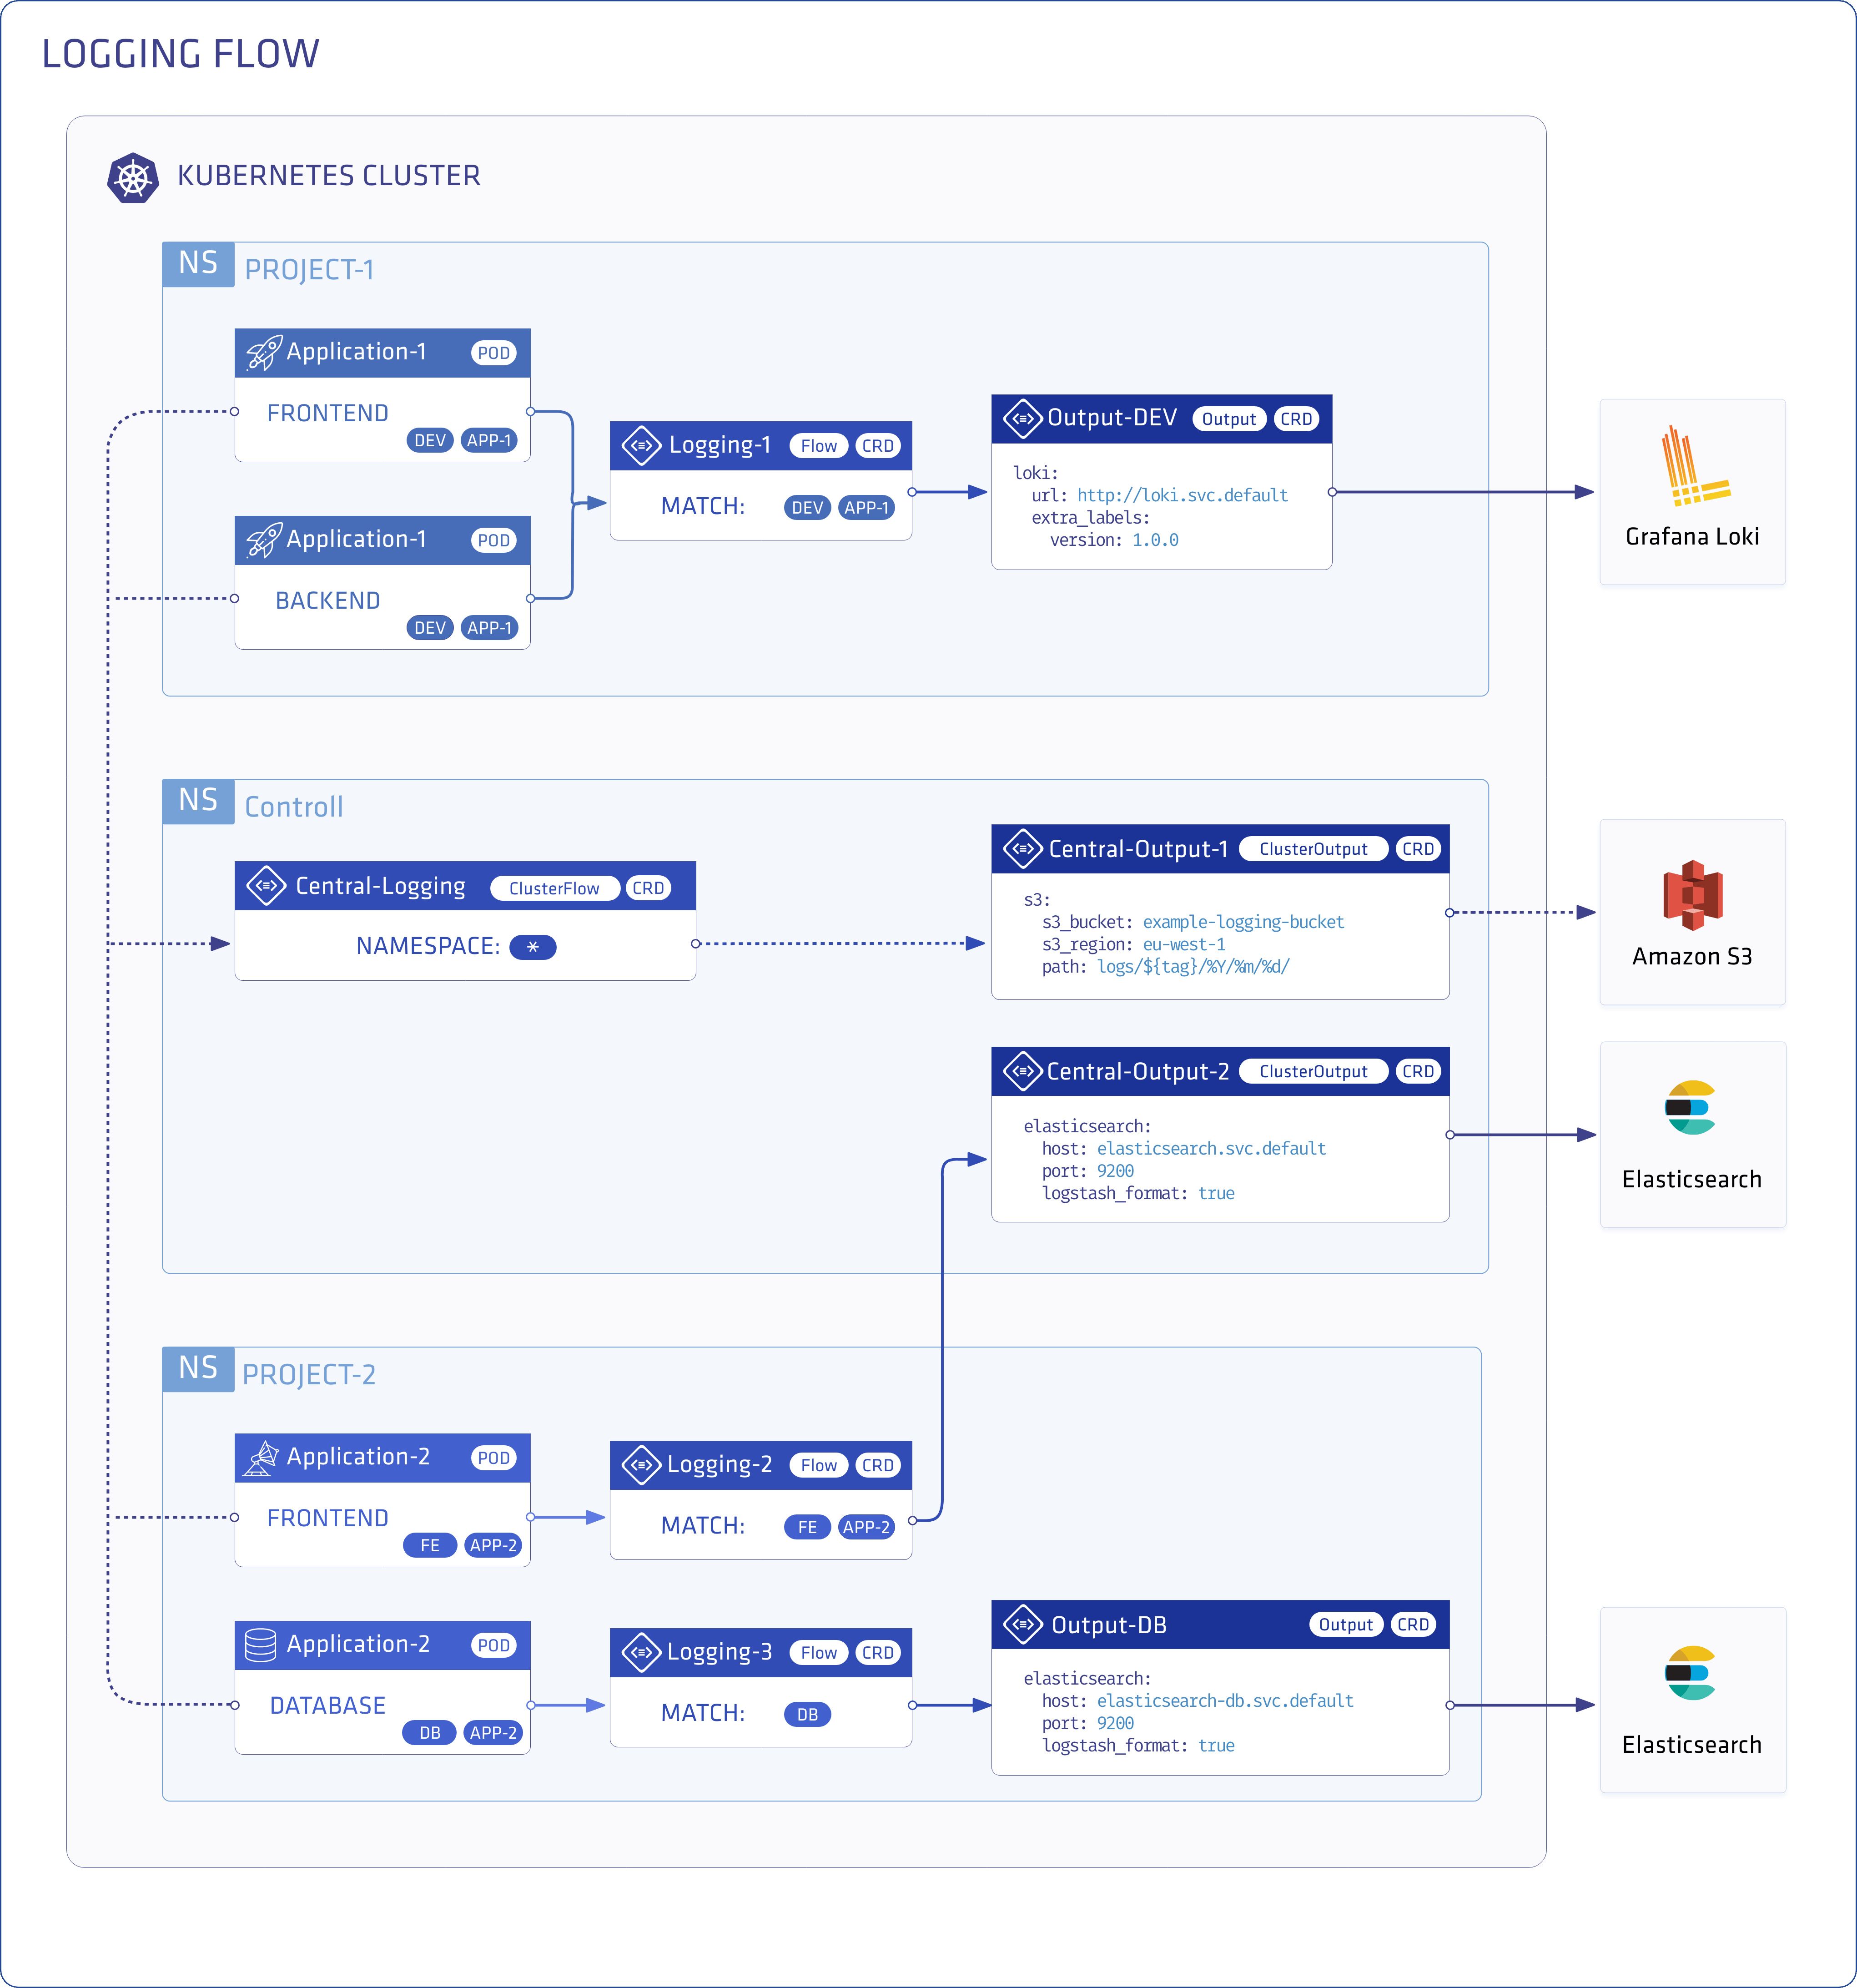 LOGGING FLOW
KUBERNETES CLUSTER
NS PROJECT-1
Application-1 POD
FRONTEND
DEV APP-1
Application-1 POD
BACKEND
DEV APP-1
Logging-1 Flow CRD
MATCH: DEV APP-1
Output-DEV Output CRD
loki:
url: http://loki.svc.default
extra_labels:
version: 1.0.0
Grafana Loki
NS Controll
Central-Logging ClusterFlow CRD
NAMESPACE: *
Central-Output-1 ClusterOutput CRD
s3:
s3_bucket: example-logging-bucket
s3_region: eu-west-1
path: logs/${tag}/%Y/%m/%d/
Amazon S3
Central-Output-2 ClusterOutput CRD
elasticsearch:
host: elasticsearch.svc.default
port: 9200
logstash_format: true
Elasticsearch
NS PROJECT-2
Application-2 POD
FRONTEND
FE APP-2
Logging-2 Flow CRD
MATCH: FE APP-2
Application-2 POD
DATABASE
DB APP-2
Logging-3 Flow CRD
MATCH: DB
Output-DB Output CRD
elasticsearch:
host: elasticsearch-db.svc.default
port: 9200
logstash_format: true
Elasticsearch